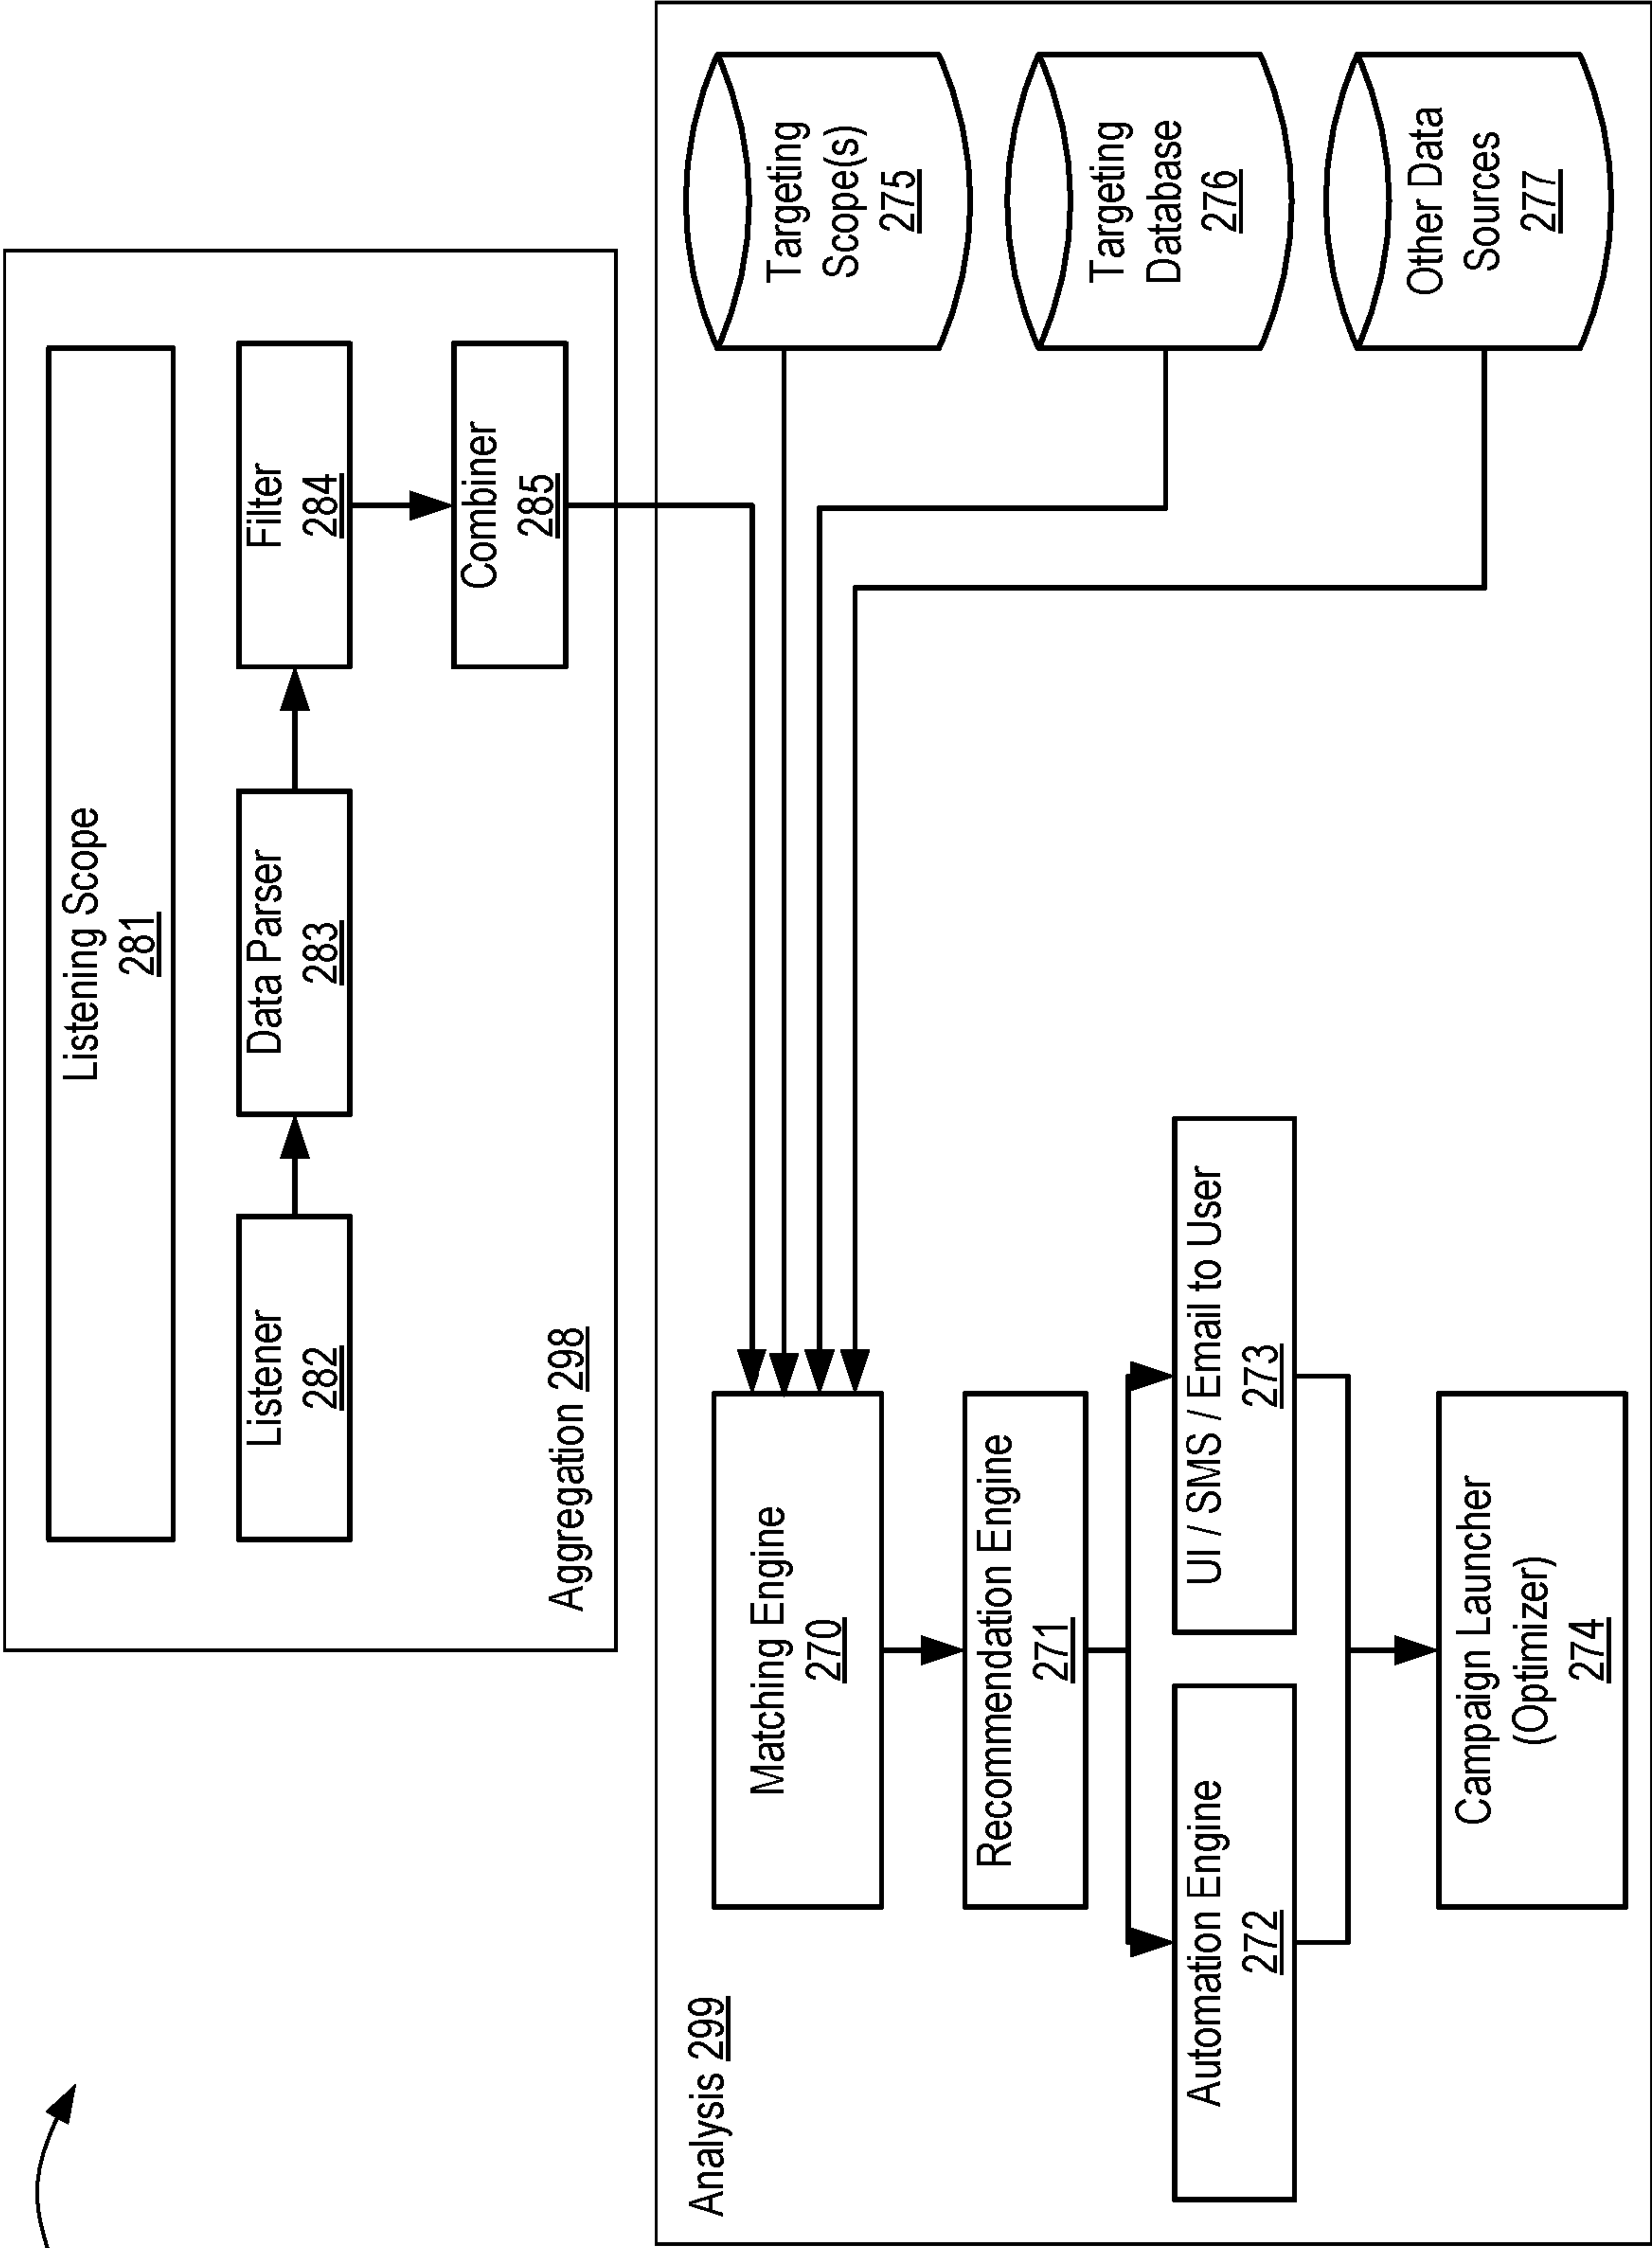 Listening Scope
281
Listener
282
Data Parser
283
Filter
284
Combiner
285
Aggregation 298
Analysis 299
Matching Engine
270
Recommendation Engine
271
Automation Engine
272
UI / SMS / Email to User
273
Campaign Launcher
(Optimizer)
274
Targeting
Scope(s)
275
Targeting
Database
276
Other Data
Sources
277